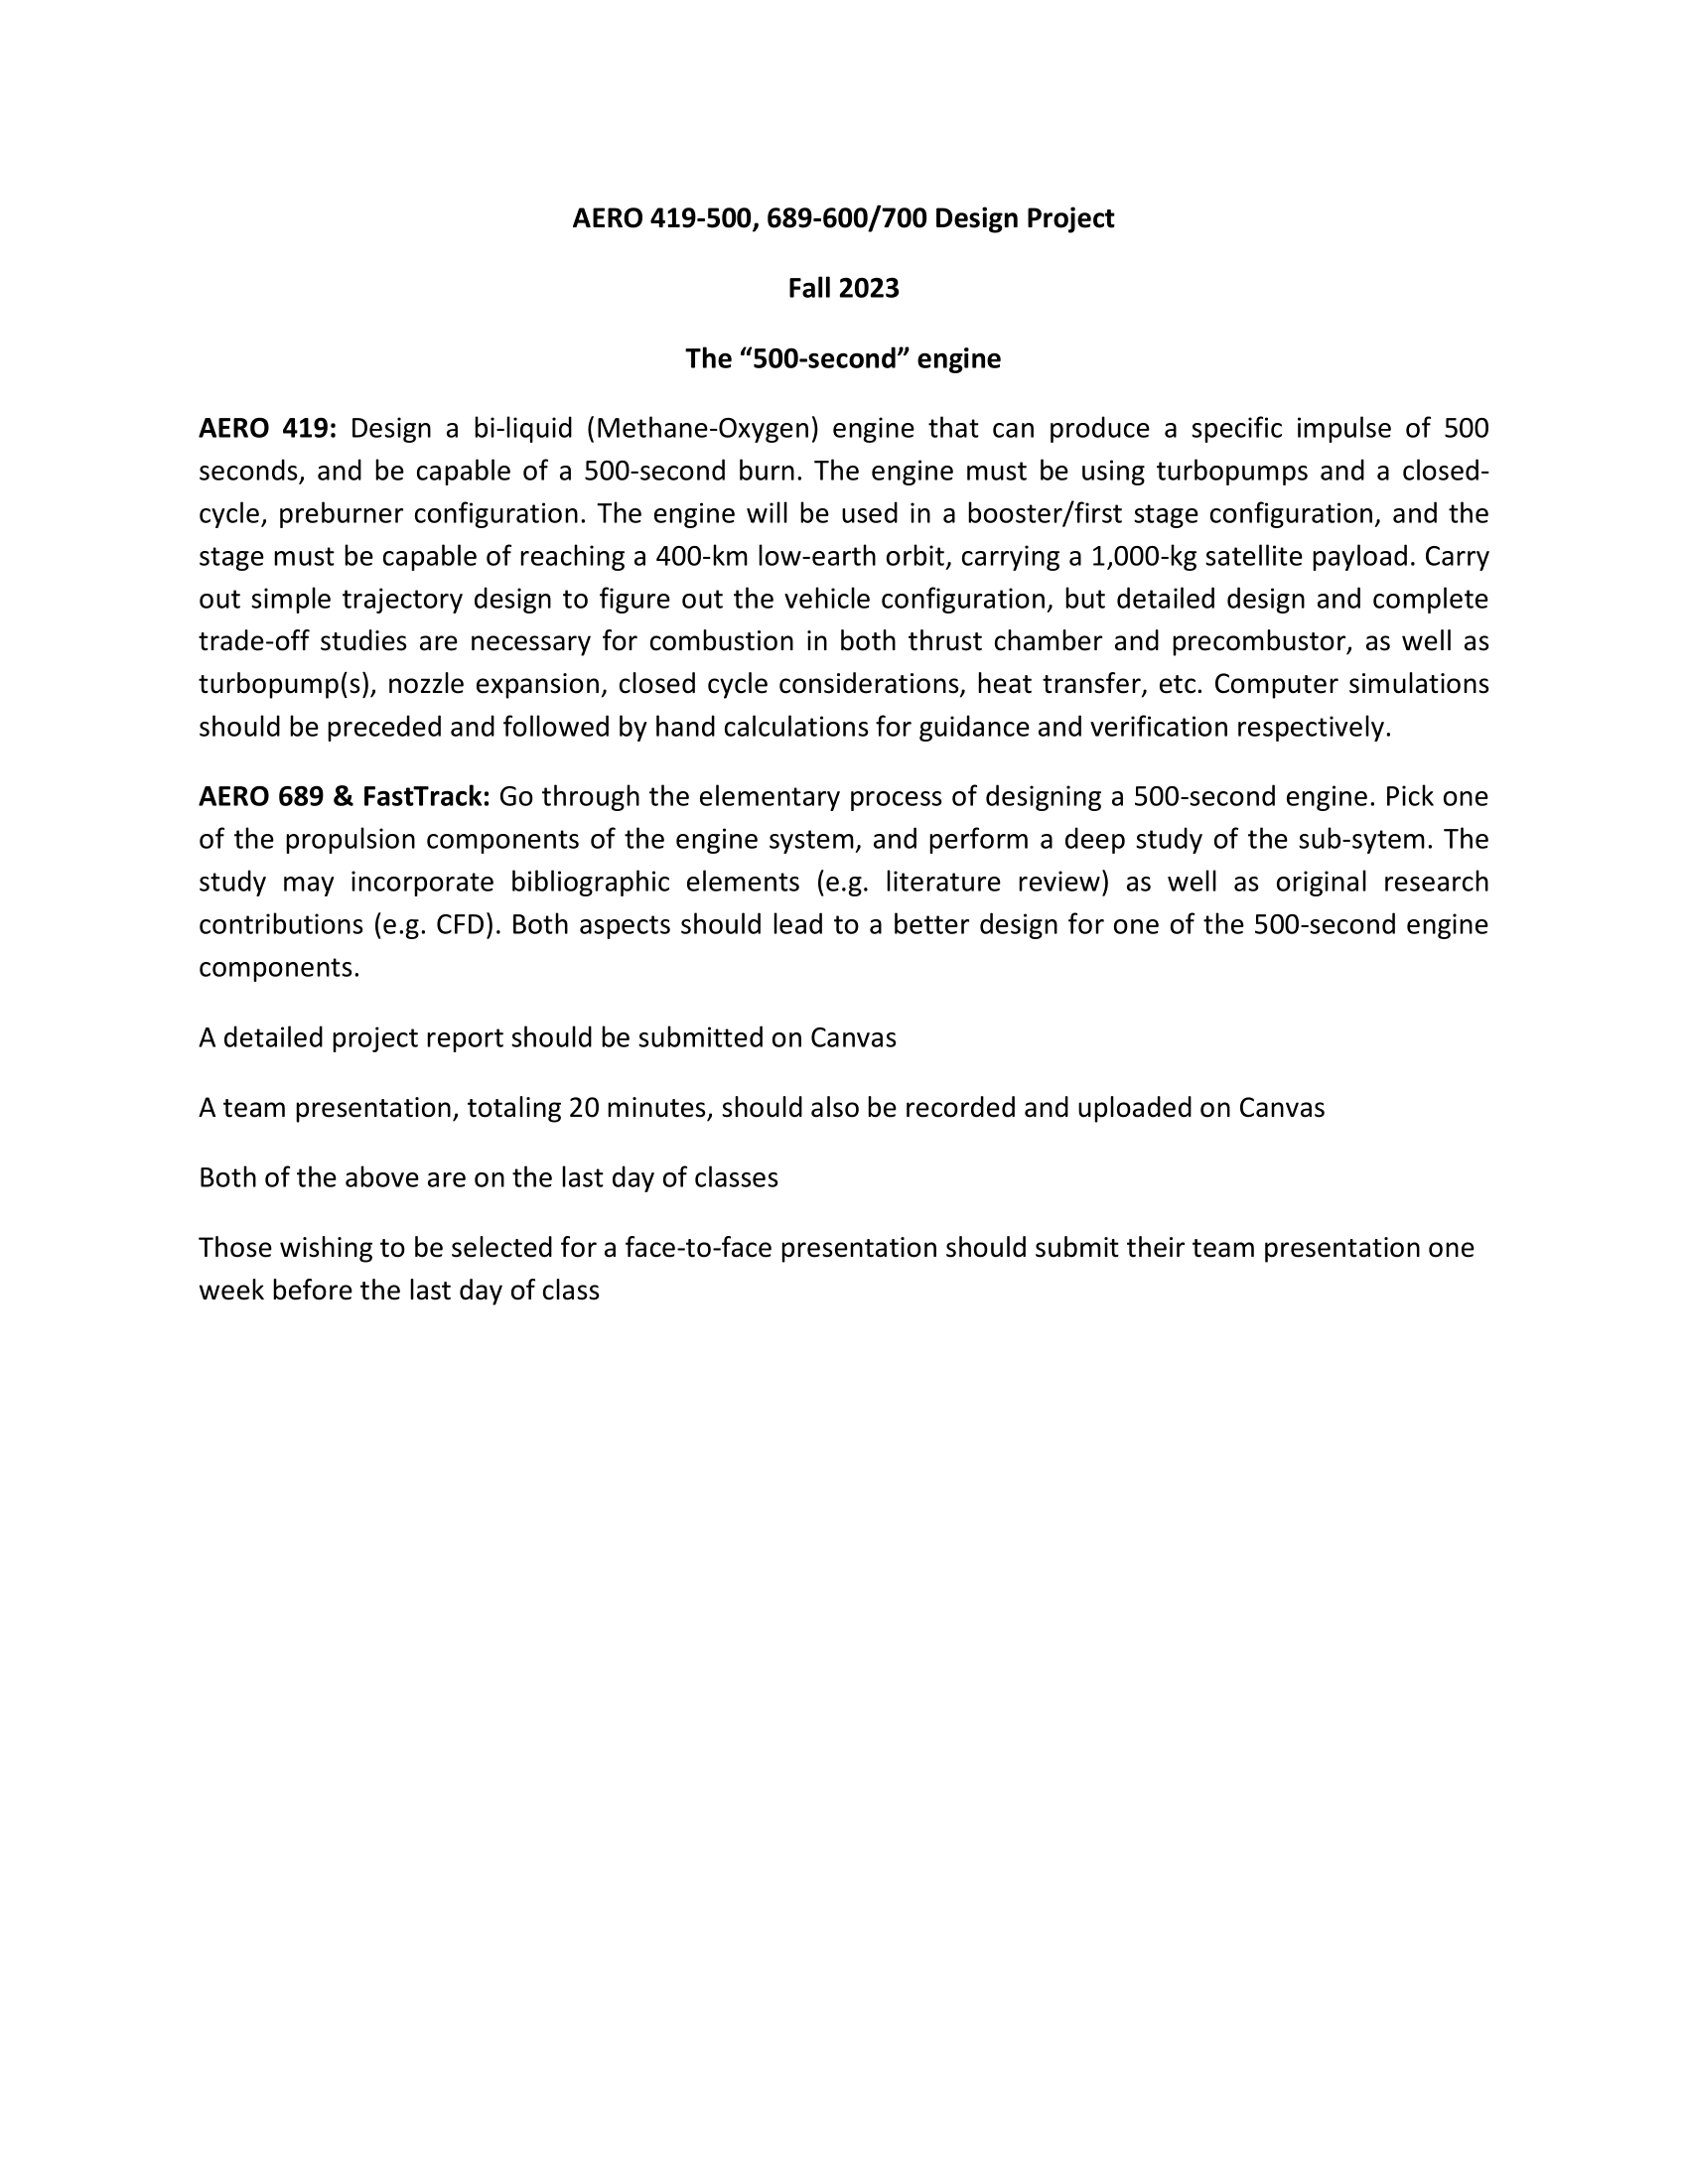 AERO 419-500, 689-600/700 Design Project
Fall 2023
The “500-second” engine
AERO 419: Design a bi-liquid (Methane-Oxygen) engine that can produce a specific impulse of 500
seconds, and be capable of a 500-second burn. The engine must be using turbopumps and a closed-
cycle, preburner configuration. The engine will be used in a booster/first stage configuration, and the
stage must be capable of reaching a 400-km low-earth orbit, carrying a 1,000-kg satellite payload. Carry
out simple trajectory design to figure out the vehicle configuration, but detailed design and complete
trade-off studies are necessary for combustion in both thrust chamber and precombustor, as well as
turbopump(s), nozzle expansion, closed cycle considerations, heat transfer, etc. Computer simulations
should be preceded and followed by hand calculations for guidance and verification respectively.
AERO 689 & FastTrack: Go through the elementary process of designing a 500-second engine. Pick one
of the propulsion components of the engine system, and perform a deep study of the sub-sytem. The
study may incorporate bibliographic elements (e.g. literature review) as well as original research
contributions (e.g. CFD). Both aspects should lead to a better design for one of the 500-second engine
components.
A detailed project report should be submitted on Canvas
A team presentation, totaling 20 minutes, should also be recorded and uploaded on Canvas
Both of the above are on the last day of classes
Those wishing to be selected for a face-to-face presentation should submit their team presentation one
week before the last day of class